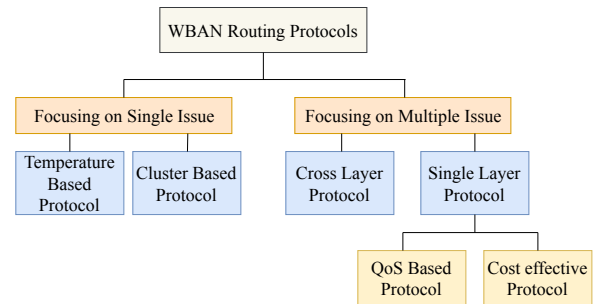 WBAN Routing Protocols
Focusing on Single Issue
Focusing on Multiple Issue
Temperature
Based
Protocol
Cluster Based
Protocol
Cross Layer
Protocol
Single Layer
Protocol
QoS Based
Protocol
Cost effective
Protocol